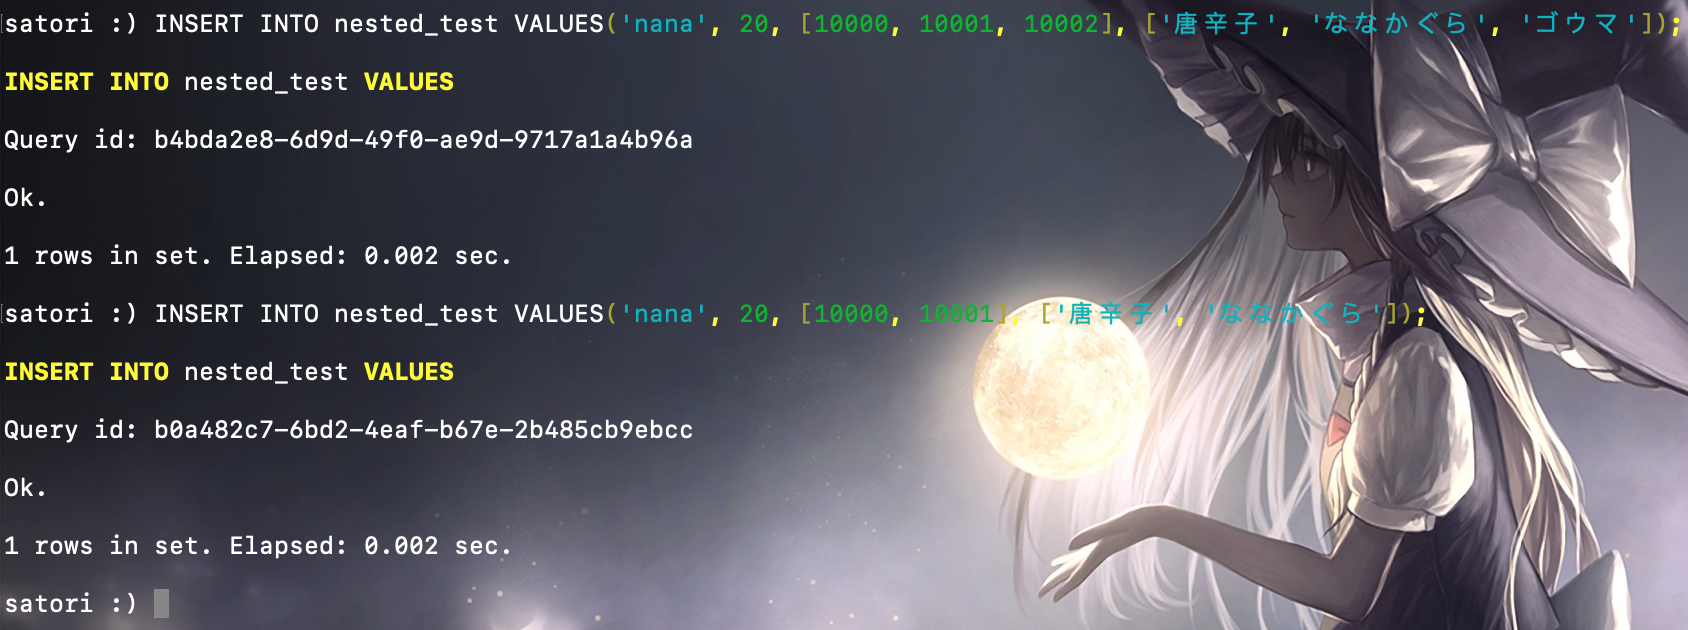 satori :) INSERT INTO nested_test VALUES('nana', 20, [10000, 10001, 10002], ['唐辛子', 'ななかぐら', 'ゴウマ']);
INSERT INTO nested_test VALUES
Query id: b4bda2e8-6d9d-49f0-ae9d-9717a1a4b96a
Ok.
1 rows in set. Elapsed: 0.002 sec.
satori :) INSERT INTO nested_test VALUES('nana', 20, [10000, 10001], ['唐辛子', 'ななかぐら']);
INSERT INTO nested_test VALUES
Query id: b0a482c7-6bd2-4eaf-b67e-2b485cb9ebcc
Ok.
1 rows in set. Elapsed: 0.002 sec.
satori :)